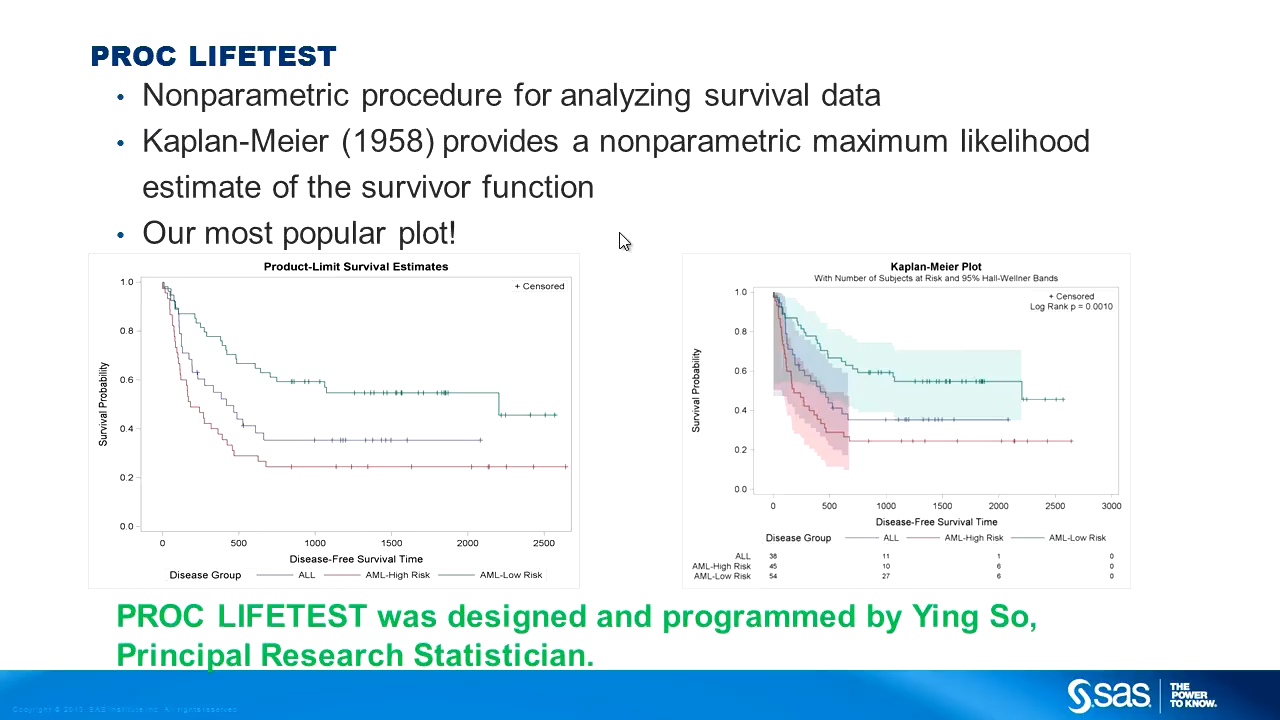 PROC LIFETEST
• Nonparametric procedure for analyzing survival data
• Kaplan-Meier (1958) provides a nonparametric maximum likelihood
estimate of the survivor function
• Our most popular plot!
Product-Limit Survival Estimates
+ Censored
1.0
0.8
0.6
0.4
0.2
0.0
Survival Probability
0 500 1000 1500 2000 2500
Disease-Free Survival Time
Disease Group ALL AML-High Risk AML-Low Risk
Kaplan-Meier Plot
With Number of Subjects at Risk and 95% Hall-Wellner Bands
+ Censored
Log Rank p = 0.0010
1.0
0.8
0.6
0.4
0.2
0.0
Survival Probability
0 500 1000 1500 2000 2500 3000
Disease-Free Survival Time
Disease Group ALL AML-High Risk AML-Low Risk
ALL 38 11 1 0
AML-High Risk 45 10 6 0
AML-Low Risk 54 27 6 0
PROC LIFETEST was designed and programmed by Ying So,
Principal Research Statistician.
sas
THE
POWER
TO KNOW.